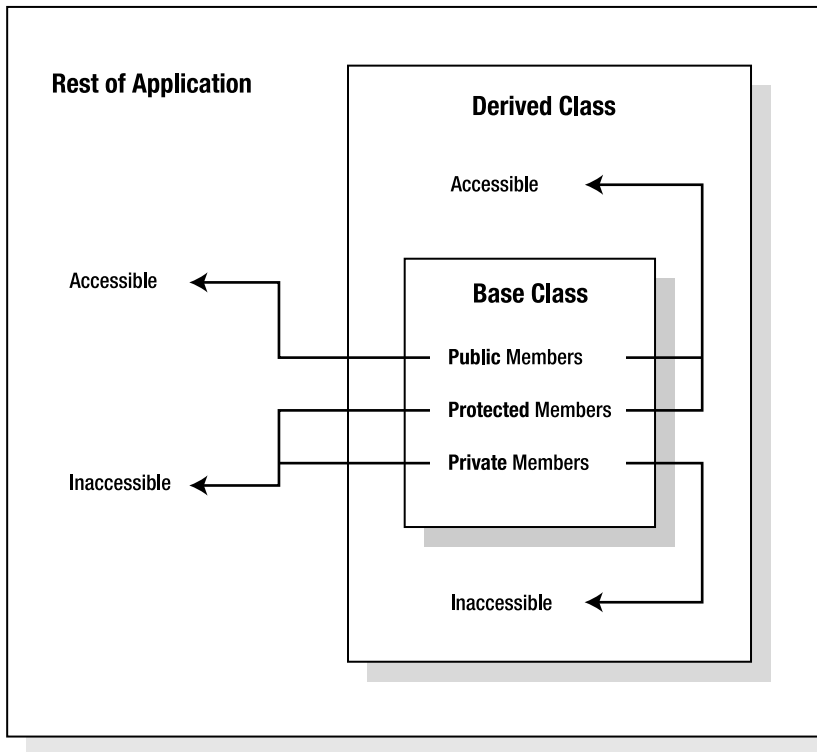 Rest of Application
Derived Class
Accessible
Accessible
Base Class
Public Members
Protected Members
Private Members
Inaccessible
Inaccessible